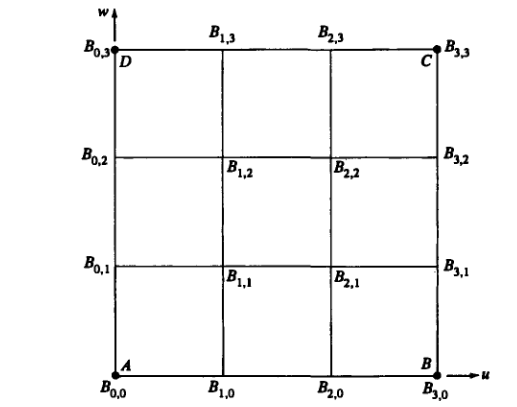 w
B0,3 D B1,3 B2,3 C B3,3
B0,2 B1,2 B2,2 B3,2
B0,1 B1,1 B2,1 B3,1
A B u
B0,0 B1,0 B2,0 B3,0